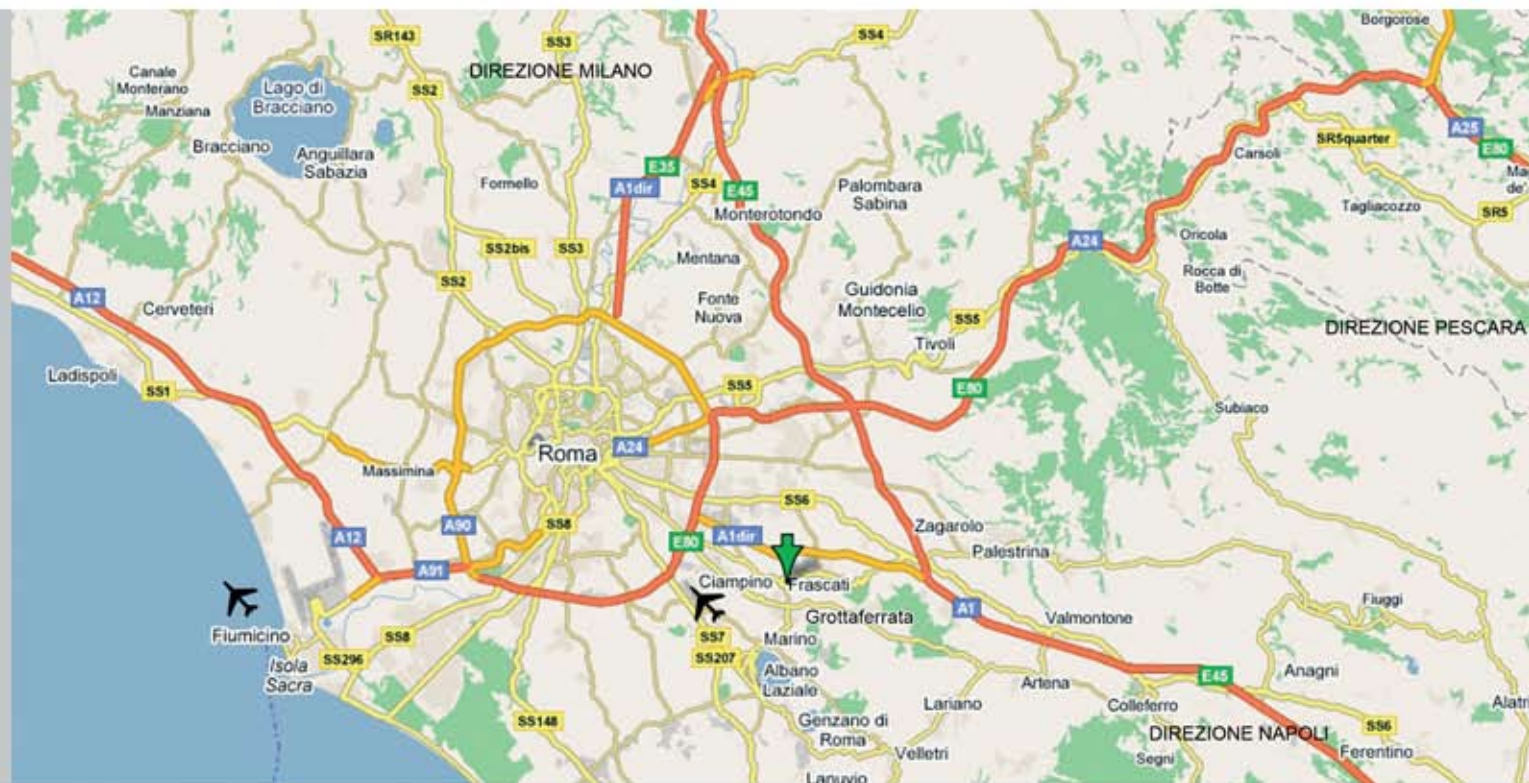 Borgorose
SR143
SS3
SS4
DIREZIONE MILANO
Canale
Monterano
Manziana
Lago di
Bracciano
SS2
A25
SR5quarter
E80
Bracciano
Anguillara
Sabazia
Carsoli
E35
Formello
A1dir
SS4
E45
Palombara
Sabina
Monterotondo
Tagliacozzo
SR5
SS2bis
SS3
A24
Oricola
Mentana
Rocca di
Botte
SS2
A12
Cerveteri
Fonte
Nuova
Guidonia
Montecelio
SS5
DIREZIONE PESCARA
Tivoli
Ladispoli
SS1
SS5
E80
Subiaco
Roma
A24
Massimina
SS6
A90
SS8
Zagarolo
A12
E80
A1dir
Palestrina
A91
Ciampino
Frascati
A1
Fiuggi
Grottaferrata
Valmontone
Fiumicino
SS8
SS7
Marino
Isola
Sacra
SS296
SS207
Albano
Laziale
Artena
E45
Anagni
Lariano
Colleferro
SS148
Genzano di
Roma
SS6
DIREZIONE NAPOLI
Velletri
Segni
Ferentino
Lanuvio